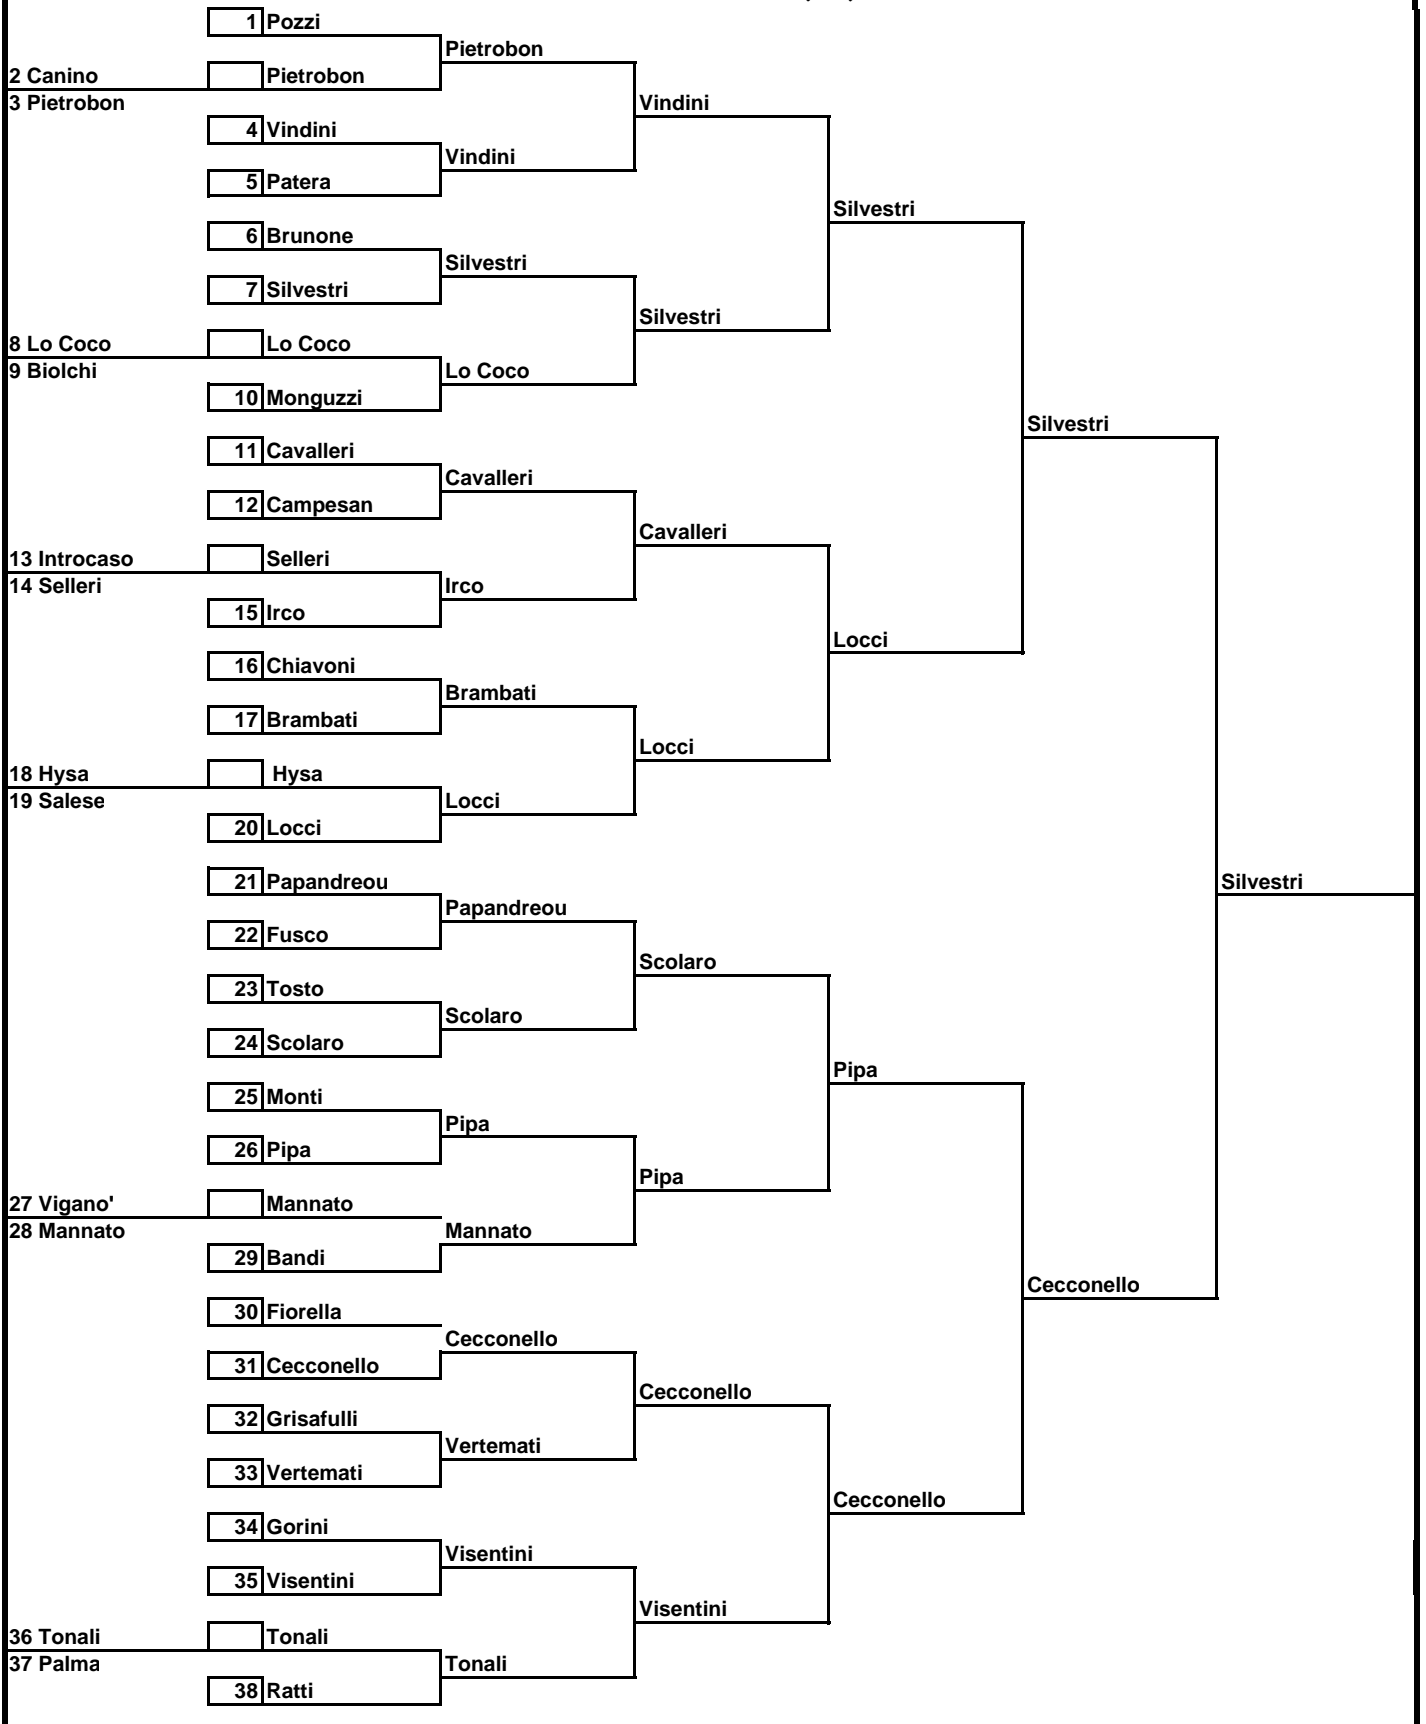 1 Pozzi
Pietrobon
2 Canino
Pietrobon
3 Pietrobon
Vindini
4 Vindini
Vindini
5 Patera
Silvestri
6 Brunone
Silvestri
7 Silvestri
Silvestri
8 Lo Coco
Lo Coco
9 Biolchi
Lo Coco
10 Monguzzi
Silvestri
11 Cavalleri
Cavalleri
12 Campesan
Cavalleri
13 Introcaso
Selleri
14 Selleri
Irco
15 Irco
Locci
16 Chiavoni
Brambati
17 Brambati
Locci
18 Hysa
Hysa
19 Salese
Locci
20 Locci
21 Papandreou
Silvestri
Papandreou
22 Fusco
Scolaro
23 Tosto
Scolaro
24 Scolaro
Pipa
25 Monti
Pipa
26 Pipa
Pipa
27 Vigano'
Mannato
28 Mannato
Mannato
29 Bandi
Cecconello
30 Fiorella
Cecconello
31 Cecconello
Cecconello
32 Grisafulli
Vertemati
33 Vertemati
Cecconello
34 Gorini
Visentini
35 Visentini
Visentini
36 Tonali
Tonali
37 Palma
Tonali
38 Ratti